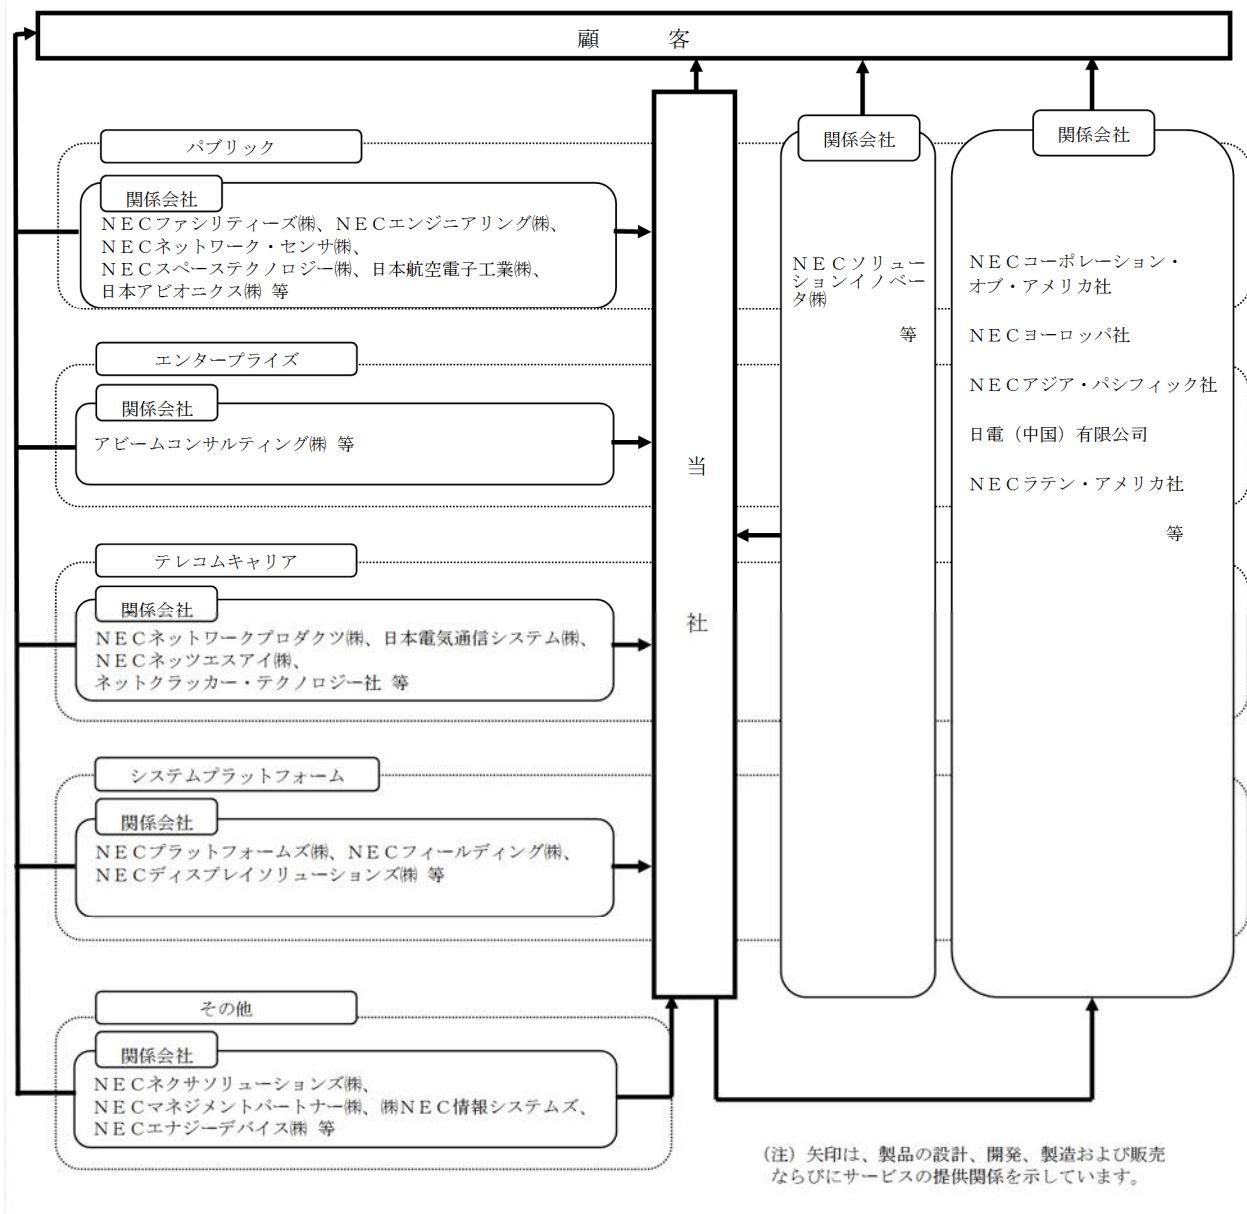 顧　　　客
パブリック
関係会社
ＮＥＣファシリティーズ㈱、ＮＥＣエンジニアリング㈱、
ＮＥＣネットワーク・センサ㈱、
ＮＥＣスペーステクノロジー㈱、日本航空電子工業㈱、
日本アビオニクス㈱ 等
エンタープライズ
関係会社
アビームコンサルティング㈱ 等
テレコムキャリア
関係会社
ＮＥＣネットワークプロダクツ㈱、日本電気通信システム㈱、
ＮＥＣネッツエスアイ㈱、
ネットクラッカー・テクノロジー社 等
システムプラットフォーム
関係会社
ＮＥＣプラットフォームズ㈱、ＮＥＣフィールディング㈱、
ＮＥＣディスプレイソリューションズ㈱ 等
その他
関係会社
ＮＥＣネクサソリューションズ㈱、
ＮＥＣマネジメントパートナー㈱、㈱ＮＥＣ情報システムズ、
ＮＥＣエナジーデバイス㈱ 等
当
社
関係会社
ＮＥＣソリュー
ションイノベー
タ㈱
等
関係会社
ＮＥＣコーポレーション・
オブ・アメリカ社
ＮＥＣヨーロッパ社
ＮＥＣアジア・パシフィック社
日電（中国）有限公司
ＮＥＣラテン・アメリカ社
等
（注）矢印は、製品の設計、開発、製造および販売
ならびにサービスの提供関係を示しています。